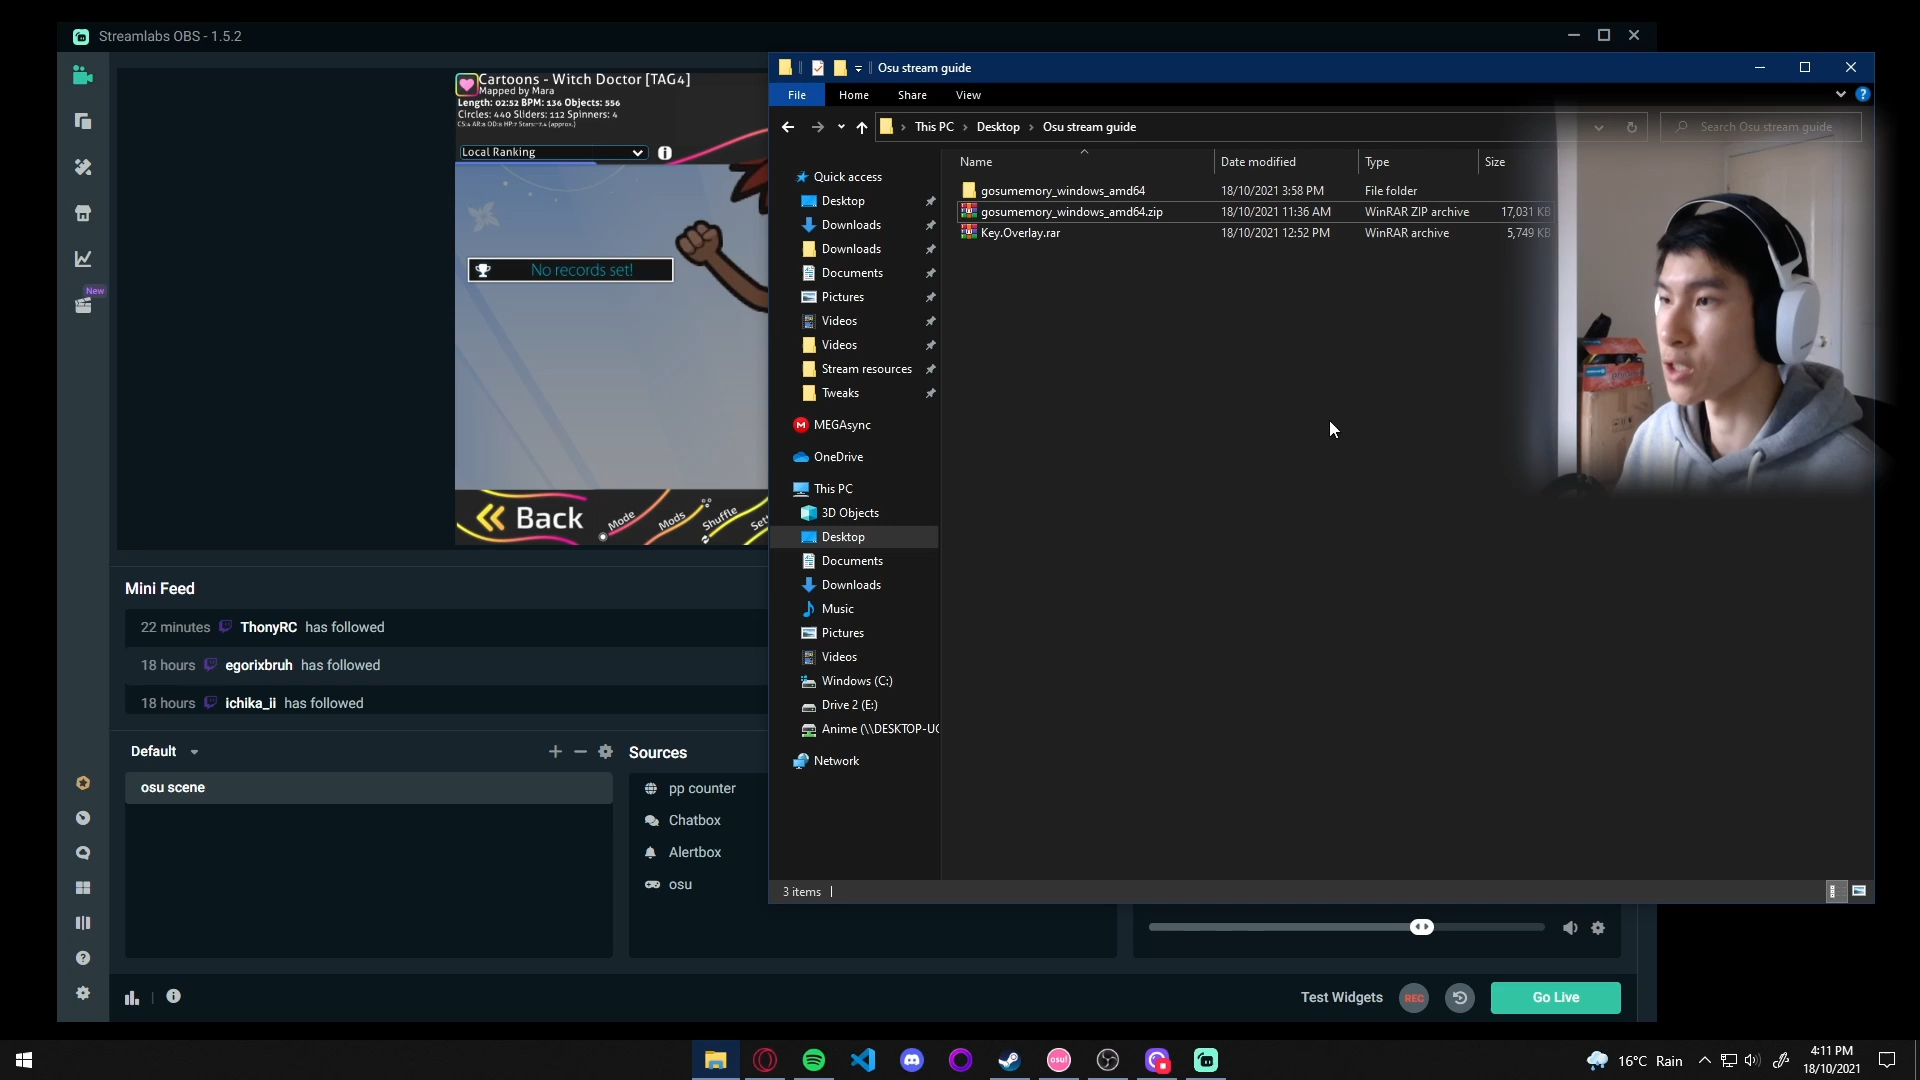 Streamlabs OBS - 1.5.2
Osu stream guide
File Home Share View
This PC Desktop Osu stream guide
Search Osu stream guide
Cartoons - Witch Doctor [TAG4]
Mapped by Mara
Length: 02:52 BPM: 136 Objects: 556
Circles: 440 Sliders: 112 Spinners: 4
Local Ranking
No records set!
Back
Mode
Mods
Shuffle
New
Quick access
Desktop
Downloads
Downloads
Documents
Pictures
Videos
Videos
Stream resources
Tweaks
MEGAsync
OneDrive
This PC
3D Objects
Desktop
Documents
Downloads
Music
Pictures
Videos
Windows (C:)
Drive 2 (E:)
Anime (\\DESKTOP-UC
Network
Name Date modified Type Size
gosumemory_windows_amd64 18/10/2021 3:58 PM File folder
gosumemory_windows_amd64.zip 18/10/2021 11:36 AM WinRAR ZIP archive 17,031 KB
Key.Overlay.rar 18/10/2021 12:52 PM WinRAR archive 5,749 KB
3 items
Mini Feed
22 minutes ThonyRC has followed
18 hours egorixbruh has followed
18 hours ichika_ii has followed
Default
osu scene
Sources
pp counter
Chatbox
Alertbox
osu
Test Widgets REC Go Live
osu!
16°C Rain
4:11 PM
18/10/2021